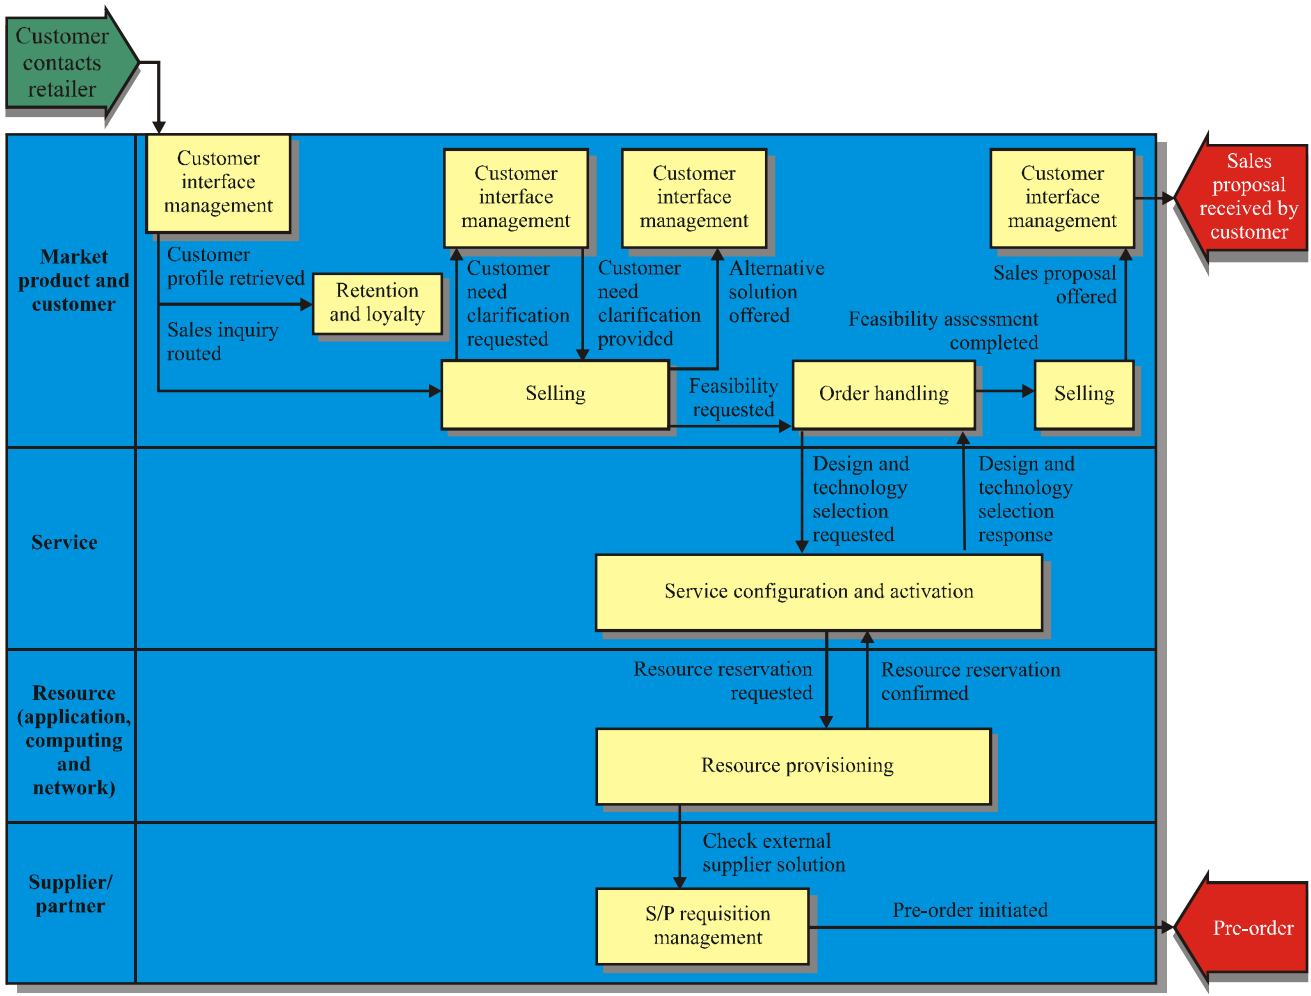 Customer
contacts
retailer
Market
product and
customer
Customer
interface
management
Customer
profile retrieved
Sales inquiry
routed
Retention
and loyalty
Customer
interface
management
Customer
need
clarification
requested
Customer
need
clarification
provided
Customer
interface
management
Alternative
solution
offered
Selling
Feasibility
requested
Order handling
Feasibility assessment
completed
Selling
Sales proposal
offered
Customer
interface
management
Sales
proposal
received by
customer
Service
Design and
technology
selection
requested
Design and
technology
selection
response
Service configuration and activation
Resource
(application,
computing
and
network)
Resource reservation
requested
Resource reservation
confirmed
Resource provisioning
Supplier/
partner
Check external
supplier solution
S/P requisition
management
Pre-order initiated
Pre-order